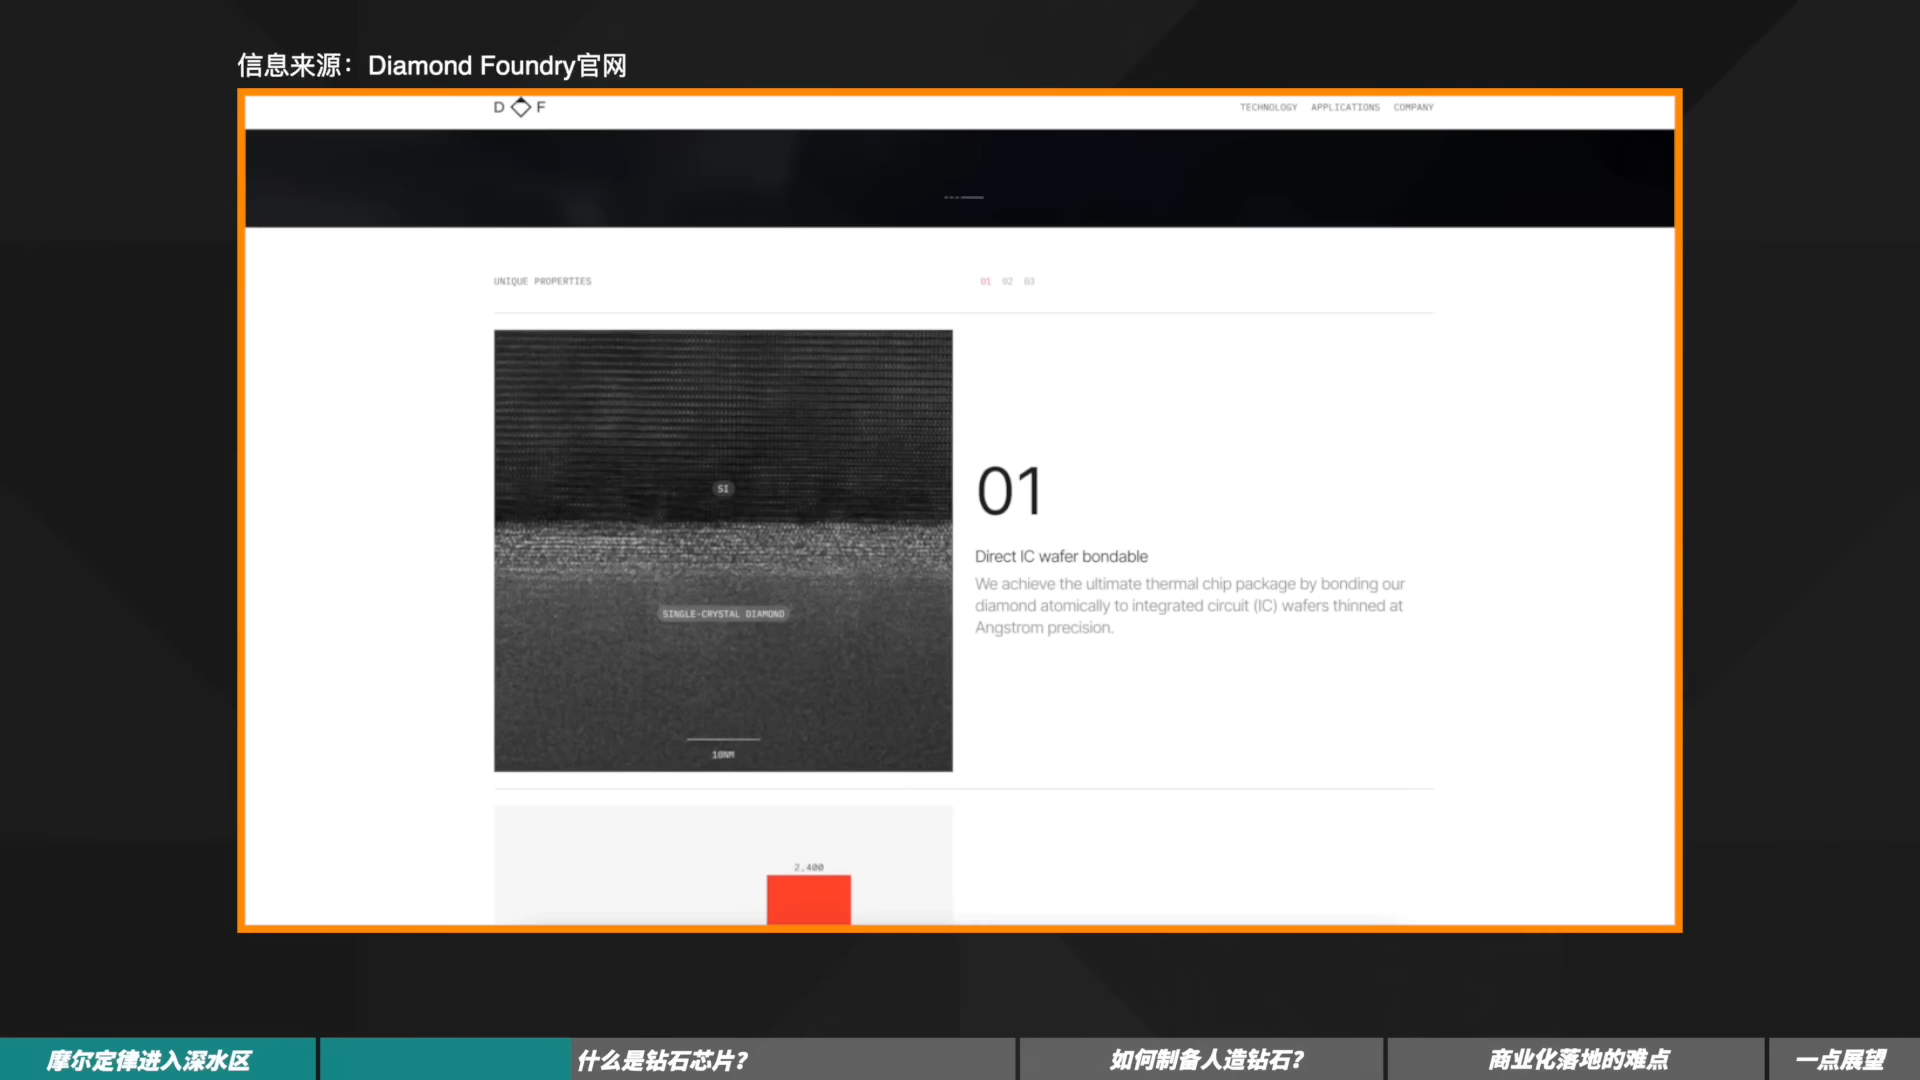 信息来源：Diamond Foundry官网
D F
TECHNOLOGY APPLICATIONS COMPANY
UNIQUE PROPERTIES
01 02 03
SI
SINGLE-CRYSTAL DIAMOND
10NM
01
Direct IC wafer bondable
We achieve the ultimate thermal chip package by bonding our
diamond atomically to integrated circuit (IC) wafers thinned at
Angstrom precision.
2,400
摩尔定律进入深水区
什么是钻石芯片？
如何制备人造钻石？
商业化落地的难点
一点展望